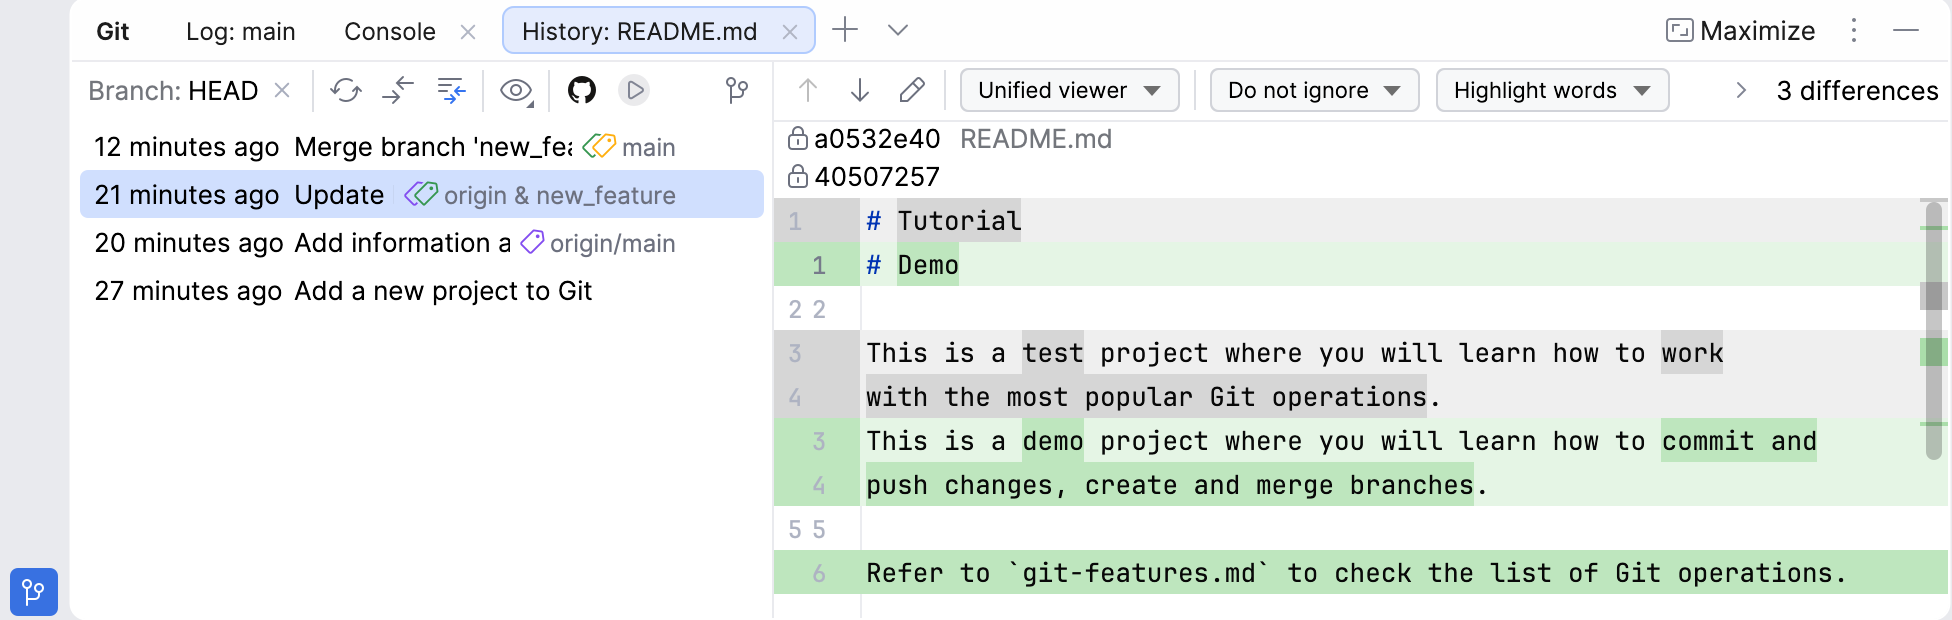 Git Log: main Console History: README.md Maximize
Branch: HEAD Unified viewer Do not ignore Highlight words 3 differences
12 minutes ago Merge branch 'new_fea main
21 minutes ago Update origin & new_feature
20 minutes ago Add information a origin/main
27 minutes ago Add a new project to Git
a0532e40 README.md
40507257
1 # Tutorial
1 # Demo
2 2
3 This is a test project where you will learn how to work
4 with the most popular Git operations.
3 This is a demo project where you will learn how to commit and
4 push changes, create and merge branches.
5 5
6 Refer to `git-features.md` to check the list of Git operations.